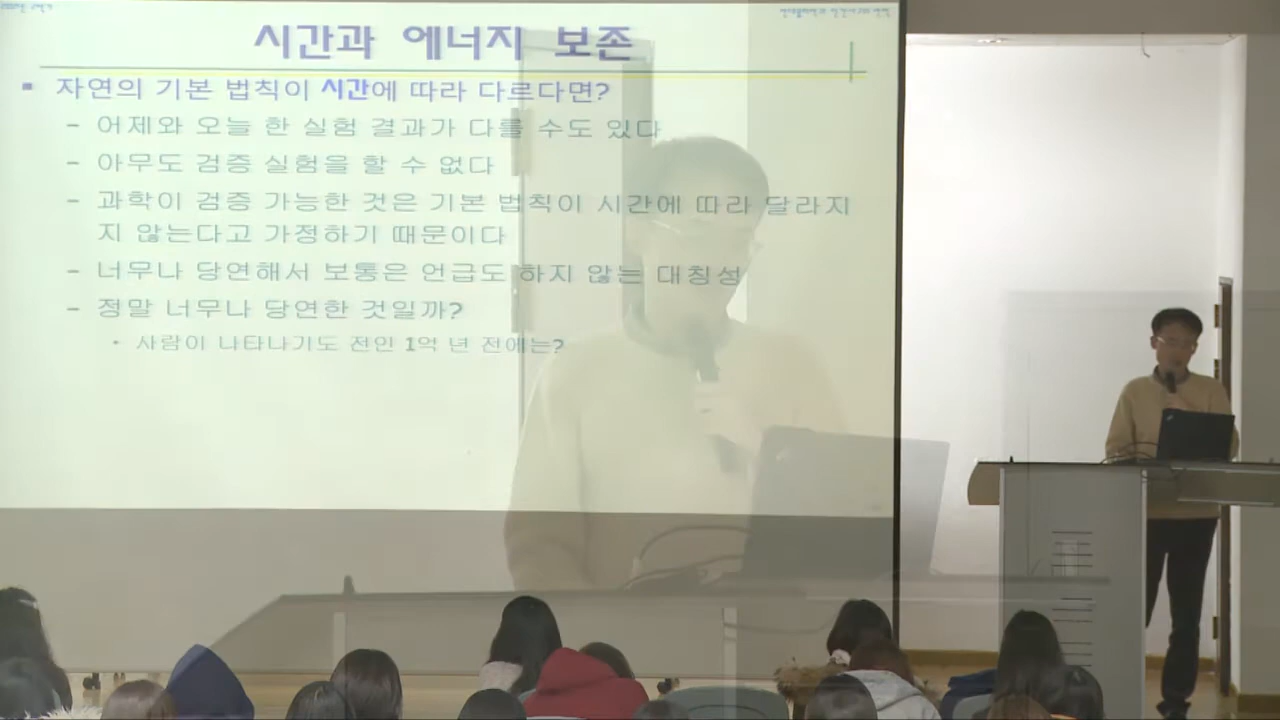 시간과 에너지 보존
▪ 자연의 기본 법칙이 시간에 따라 다르다면?
– 어제와 오늘 한 실험 결과가 다를 수도 있다
– 아무도 검증 실험을 할 수 없다
– 과학이 검증 가능한 것은 기본 법칙이 시간에 따라 달라지
지 않는다고 가정하기 때문이다
– 너무나 당연해서 보통은 언급도 하지 않는 대칭성
– 정말 너무나 당연한 것일까?
• 사람이 나타나기도 전인 1억 년 전에는?